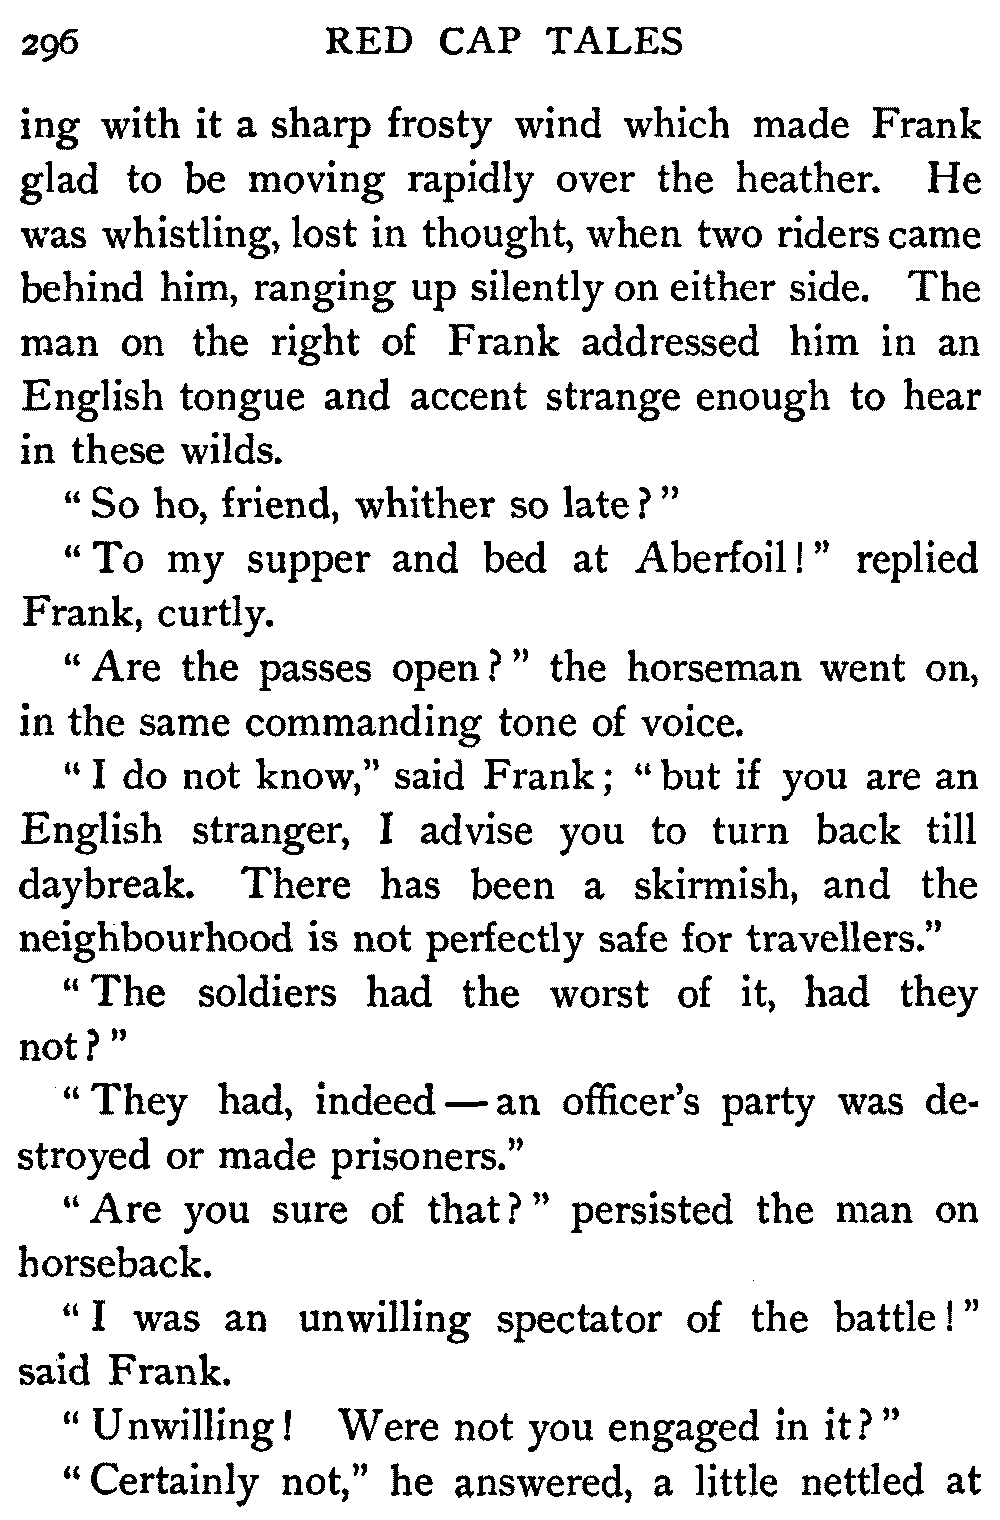 296 RED CAP TALES
ing with it a sharp frosty wind which made Frank
glad to be moving rapidly over the heather. He
was whistling, lost in thought, when two riders came
behind him, ranging up silently on either side. The
man on the right of Frank addressed him in an
English tongue and accent strange enough to hear
in these wilds.
“So ho, friend, whither so late?”
“To my supper and bed at Aberfoil!” replied
Frank, curtly.
“Are the passes open?” the horseman went on,
in the same commanding tone of voice.
“I do not know,” said Frank; “but if you are an
English stranger, I advise you to turn back till
daybreak. There has been a skirmish, and the
neighbourhood is not perfectly safe for travellers.”
“The soldiers had the worst of it, had they
not?”
“They had, indeed—an officer's party was de-
stroyed or made prisoners.”
“Are you sure of that?” persisted the man on
horseback.
“I was an unwilling spectator of the battle!”
said Frank.
“Unwilling! Were not you engaged in it?”
“Certainly not,” he answered, a little nettled at